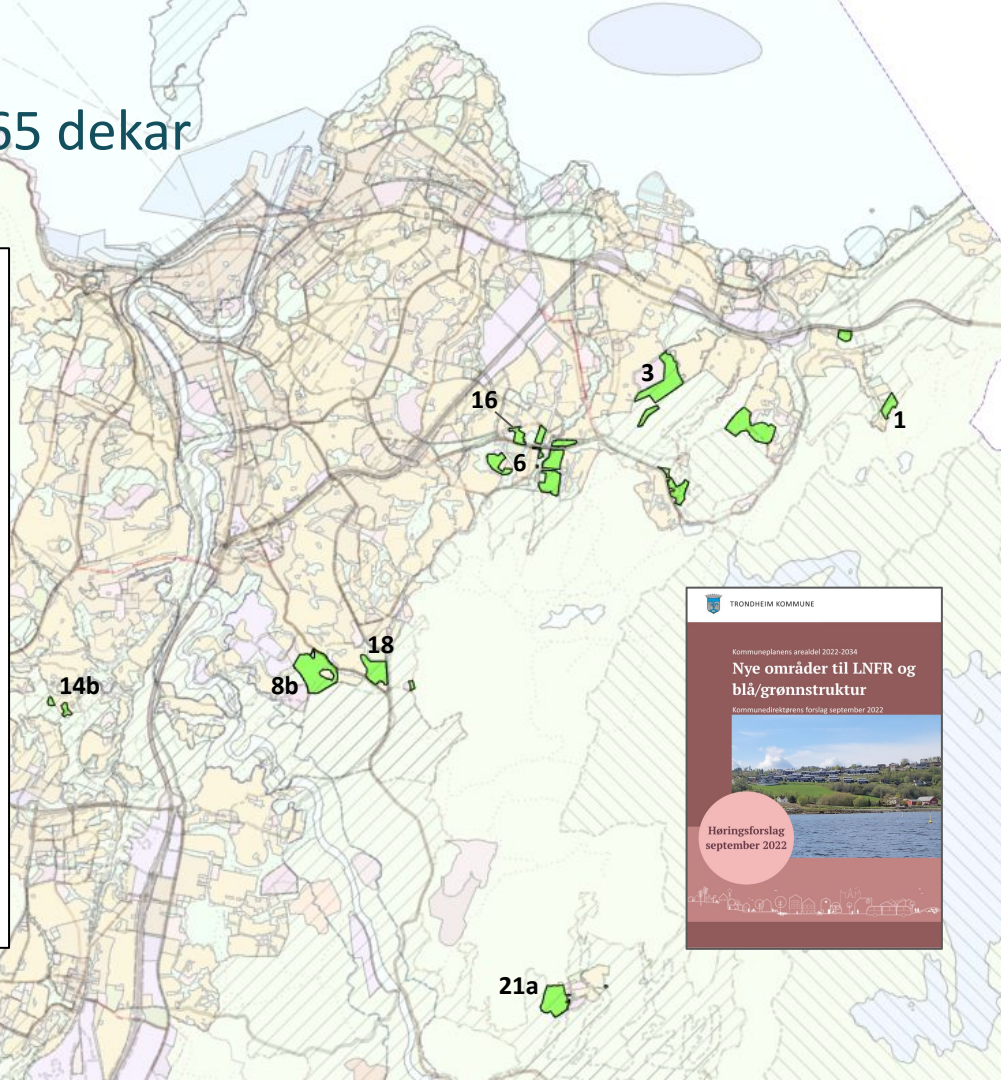 65 dekar
3
16
1
6
18
8b
14b
21a
TRONDHEIM KOMMUNE
Kommuneplanens arealdel 2022-2034
Nye områder til LNFR og
blå/grønnstruktur
Kommunedirektørens forslag september 2022
Høringsforslag
september 2022